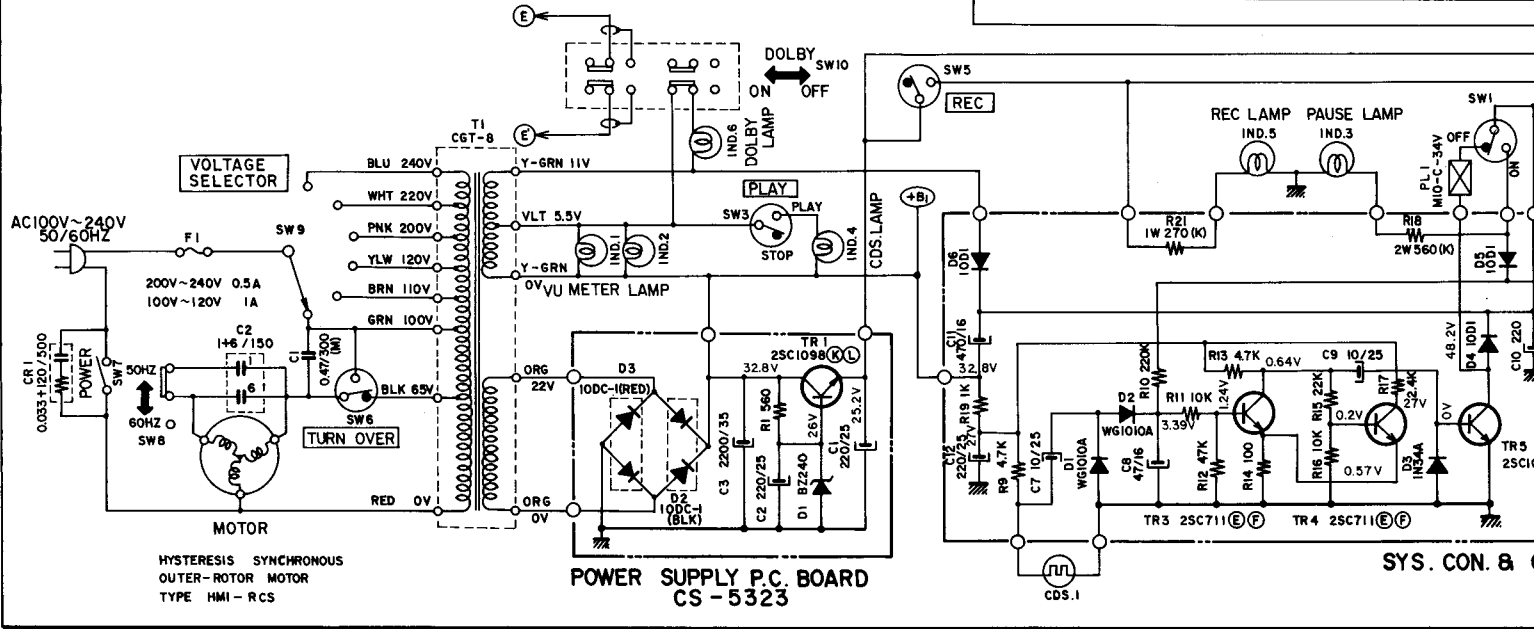 E
DOLBY SW10
ON OFF
E'
IND.6
DOLBY LAMP
SW5
REC
REC LAMP PAUSE LAMP
IND.5 IND.3
SW1
OFF
ON
PL.1
M10-C-34V
T1
CGT-8
VOLTAGE
SELECTOR
BLU 240V
WHT 220V
PNK 200V
YLW 120V
BRN 110V
GRN 100V
BLK 65V
RED 0V
Y-GRN 11V
VLT 5.5V
Y-GRN
0V
VU METER LAMP
IND.1
IND.2
PLAY
SW3 PLAY
STOP
IND.4
CDS.LAMP
+B1
AC100V~240V
50/60HZ
F1
SW9
200V~240V 0.5A
100V~120V 1A
C2
1+6/150
1
6
C1
0.47/300
(M)
CR1
0.033+120/500
POWER
SW7
50HZ
60HZ
SW8
SW6
TURN OVER
MOTOR
HYSTERESIS SYNCHRONOUS
OUTER-ROTOR MOTOR
TYPE HMI-RCS
ORG
22V
ORG
0V
D3
10DC-1(RED)
D2
10DC-1
(BLK)
TR1
2SC1098 K L
32.8V
R1 560
26V
25.2V
C3 2200/35
C2 220/25
D1 BZ240
C1
220/25
POWER SUPPLY P.C. BOARD
CS-5323
D6
10D1
R21
1W 270(K)
R18
2W560(K)
D5
10D1
C11
470/16
32.8V
R19 1K
27V
C12
220/25
R9 4.7K
C7 10/25
D1
WG1010A
D2
WG1010A
R10 220K
3.39V
C8
47/16
R11 10K
R12 47K
1.24V
R13 4.7K
0.64V
R14 100
C9 10/25
R15 22K
0.2V
R16 10K
R17
2.4K
27V
0.57V
0V
D3
1N34A
48.2V
D4 10D1
C10 220
TR5
2SC10
TR3 2SC711 E F
TR4 2SC711 E F
CDS.1
SYS. CON. &